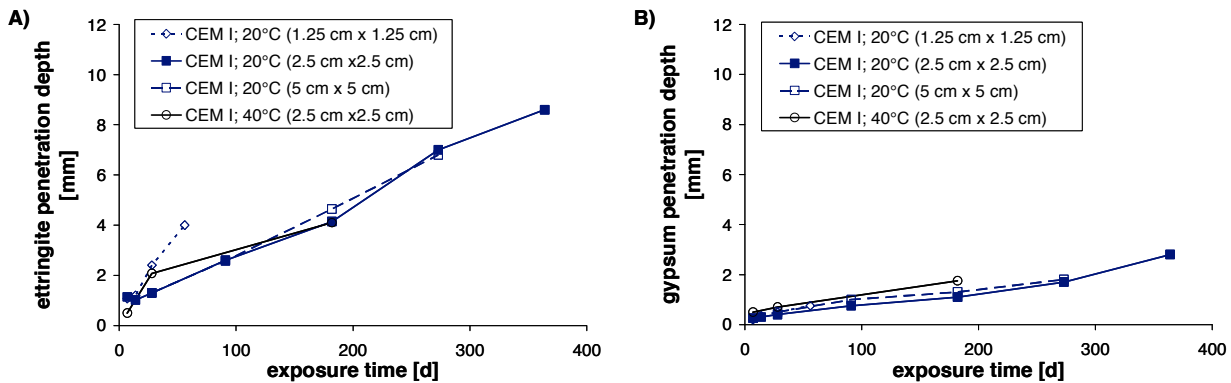 A)
12
10
8
6
4
2
0
ettringite penetration depth
[mm]
CEM I; 20°C (1.25 cm x 1.25 cm)
CEM I; 20°C (2.5 cm x2.5 cm)
CEM I; 20°C (5 cm x 5 cm)
CEM I; 40°C (2.5 cm x2.5 cm)
0 100 200 300 400
exposure time [d]
B)
12
10
8
6
4
2
0
gypsum penetration depth
[mm]
CEM I; 20°C (1.25 cm x 1.25 cm)
CEM I; 20°C (2.5 cm x 2.5 cm)
CEM I; 20°C (5 cm x 5 cm)
CEM I; 40°C (2.5 cm x 2.5 cm)
0 100 200 300 400
exposure time [d]